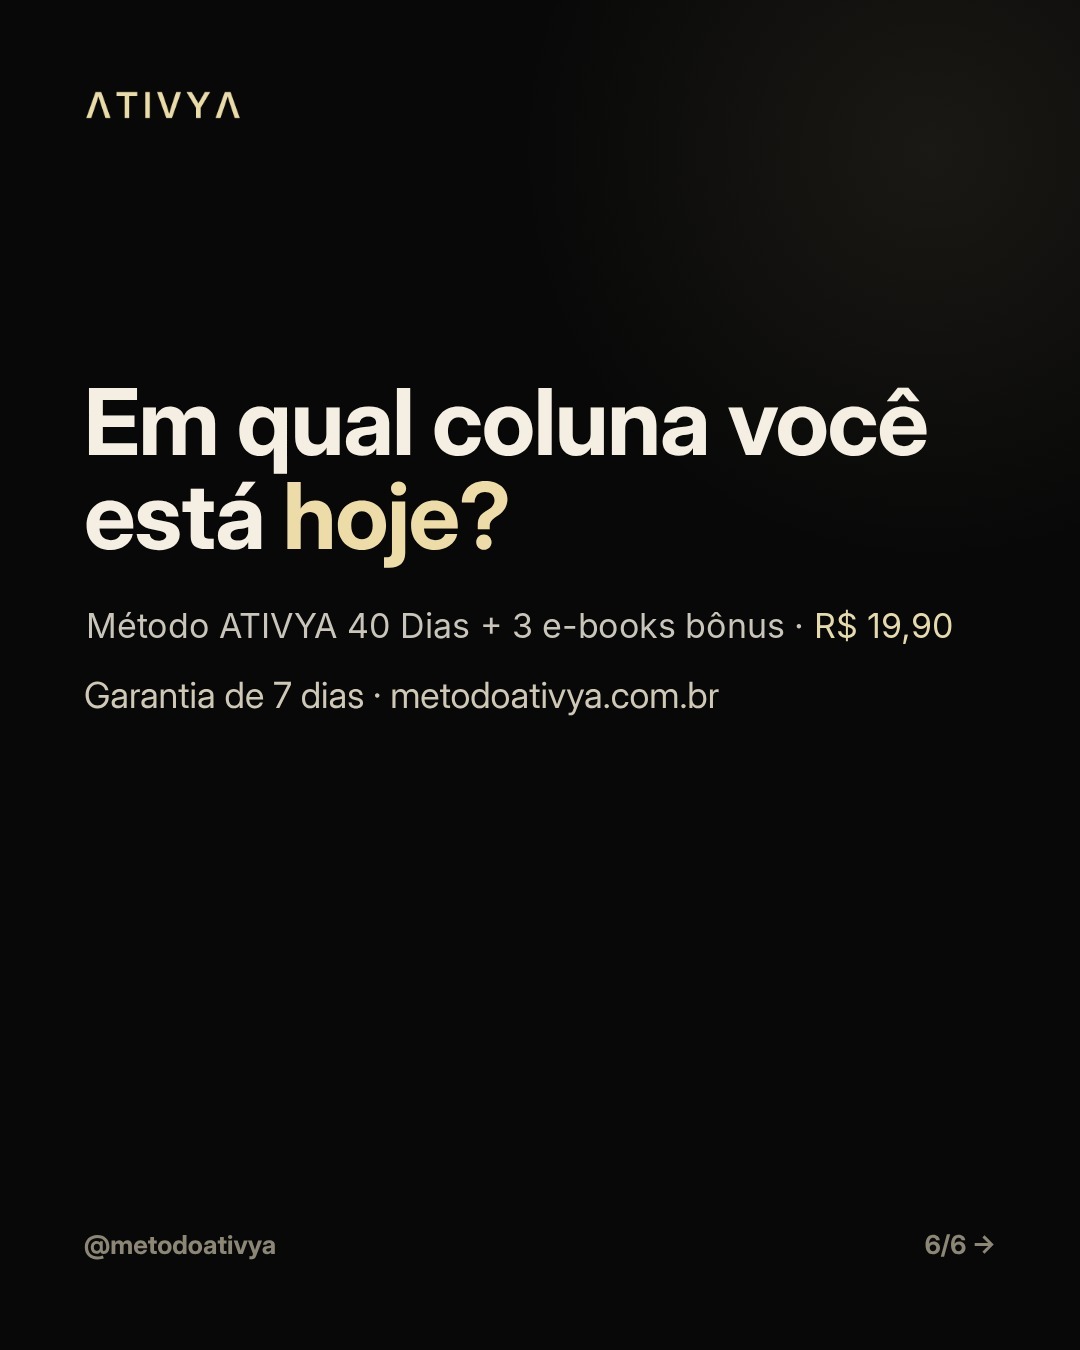 ATIVYA
Em qual coluna você
está hoje?
Método ATIVYA 40 Dias + 3 e-books bônus · R$ 19,90
Garantia de 7 dias · metodoativya.com.br
@metodoativya
6/6 →